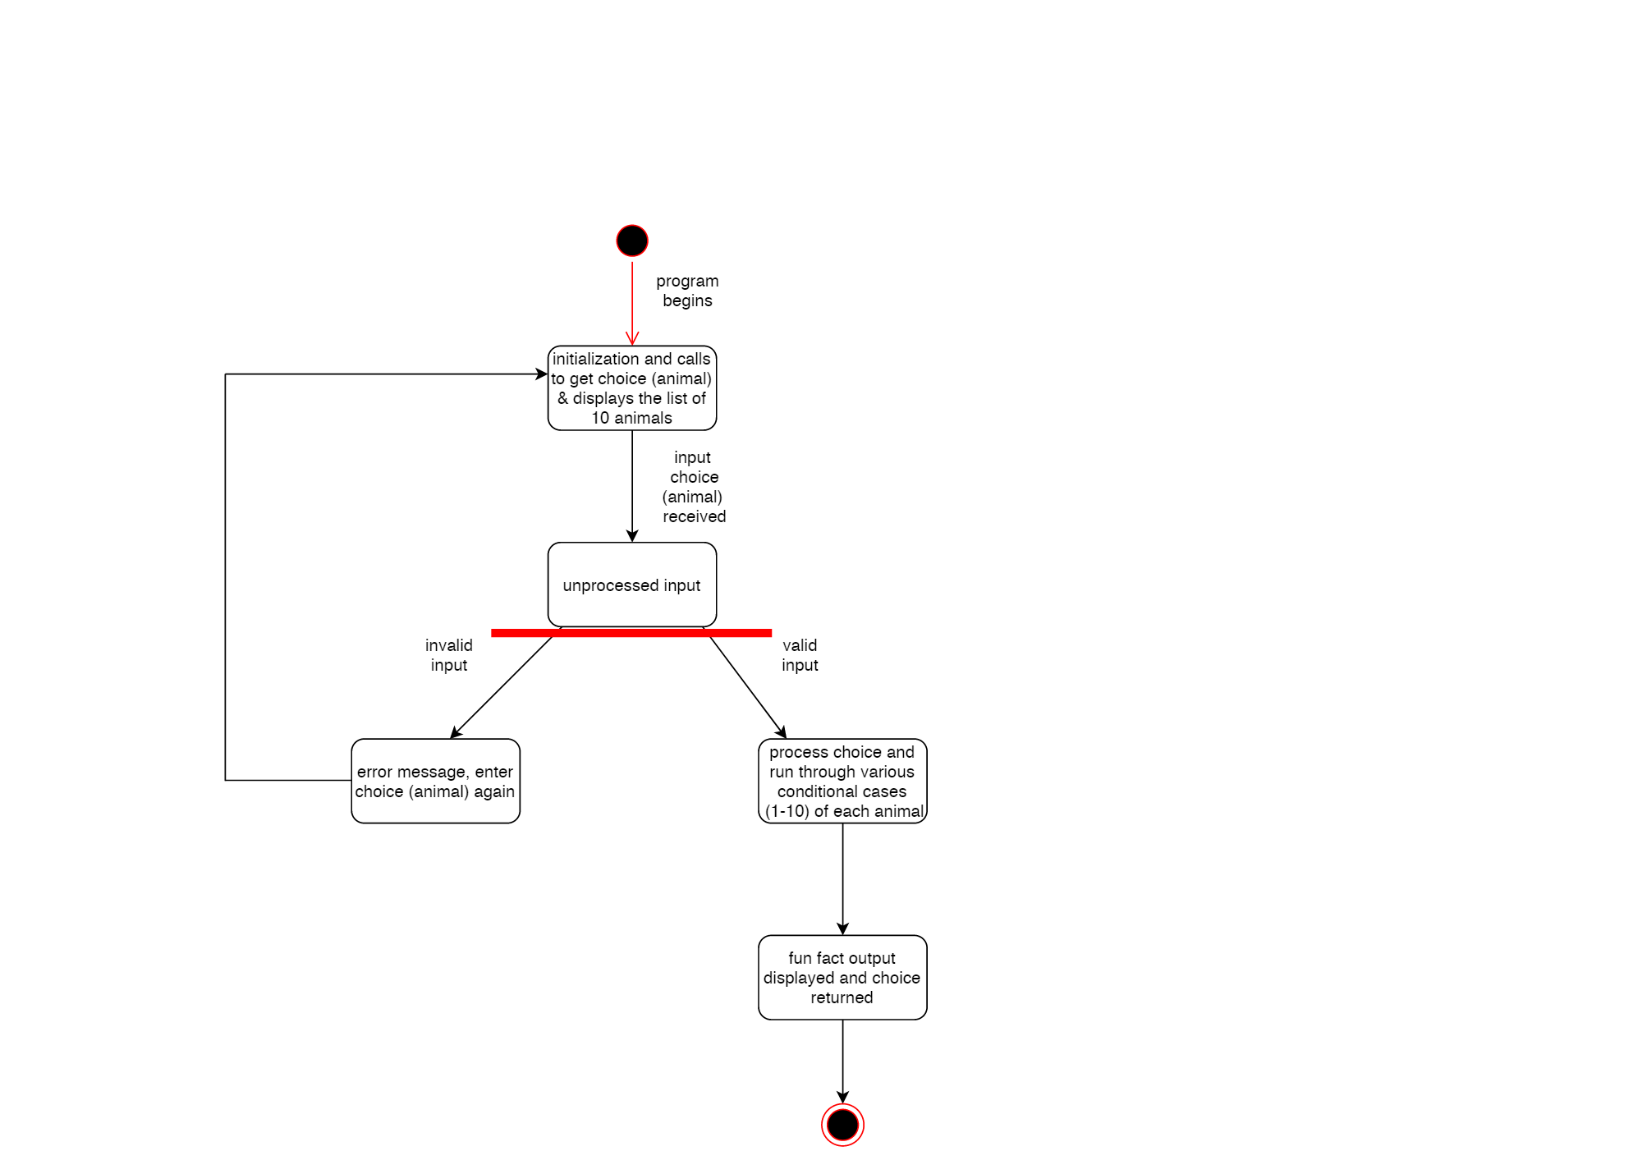 program
begins
initialization and calls
to get choice (animal)
& displays the list of
10 animals
input
choice
(animal)
received
unprocessed input
invalid
input
valid
input
error message, enter
choice (animal) again
process choice and
run through various
conditional cases
(1-10) of each animal
fun fact output
displayed and choice
returned